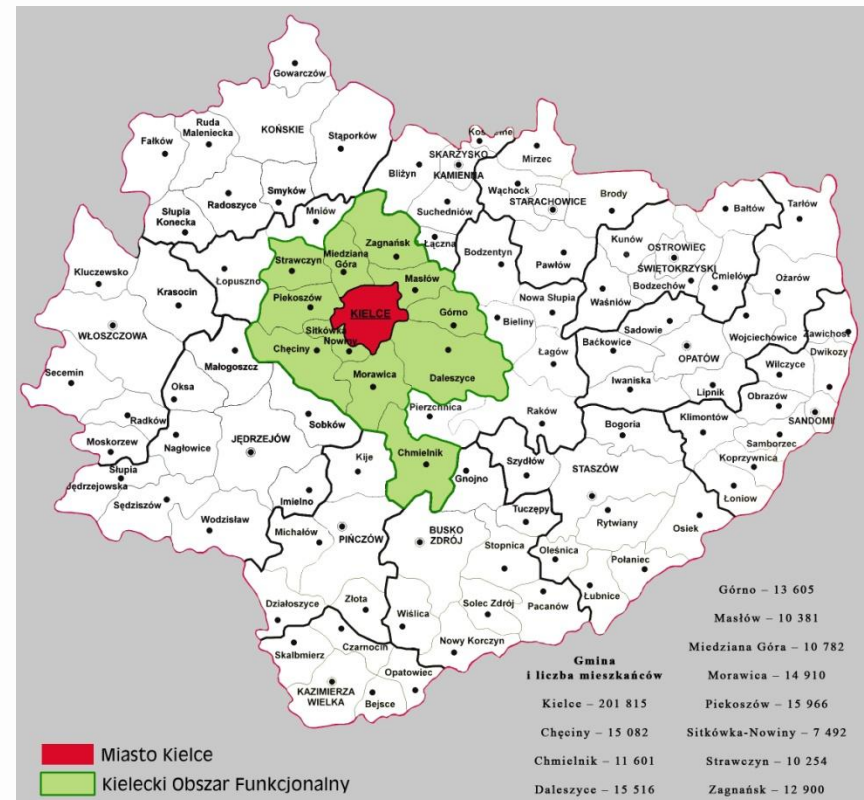 Gowarczów
Ruda
Maleniecka
KOŃSKIE
Fałków
Stąporków
SKARŻYSKO
KAMIENNA
Mirzec
Bliżyn
Wąchock
STARACHOWICE
Brody
Smyków
Radoszyce
Słupia
Konecka
Mniów
Suchedniów
Bałtów
Tarłów
Kunów
OSTROWIEC
ŚWIĘTOKRZYSKI
Zagnańsk
Łączna
Bodzentyn
Pawłów
Ćmielów
Bodzechów
Ożarów
Kluczewsko
Krasocin
Łopuszno
Strawczyn
Miedziana
Góra
Masłów
Waśniów
Piekoszów
KIELCE
Górno
Nowa Słupia
Bieliny
Sadowie
Wojciechowice
Zawichost
WŁOSZCZOWA
Sitkówka
Nowiny
Baćkowice
OPATÓW
Dwikozy
Chęciny
Łagów
Wilczyce
Secemin
Małogoszcz
Morawica
Daleszyce
Iwaniska
Lipnik
Obrazów
Oksa
Radków
Sobków
Pierzchnica
Raków
Klimontów
SANDOMI
Moskorzew
Nagłowice
JĘDRZEJÓW
Bogoria
Samborzec
Kije
Chmielnik
Szydłów
STASZÓW
Koprzywnica
Słupia
Jędrzejowska
Gnojno
Łoniow
Sędziszów
Imielno
Tuczępy
Rytwiany
Osiek
Wodzisław
Michałów
PIŃCZÓW
BUSKO
ZDRÓJ
Stopnica
Oleśnica
Połaniec
Działoszyce
Złota
Wiślica
Solec Zdrój
Pacanów
Łubnice
Skalbmierz
Czarnocin
Nowy Korczyn
Opatowiec
KAZIMIERZA
WIELKA
Bejsce
Gmina
i liczba mieszkańców
Kielce – 201 815
Chęciny – 15 082
Chmielnik – 11 601
Daleszyce – 15 516
Górno – 13 605
Masłów – 10 381
Miedziana Góra – 10 782
Morawica – 14 910
Piekoszów – 15 966
Sitkówka-Nowiny – 7 492
Strawczyn – 10 254
Zagnańsk – 12 900
Miasto Kielce
Kielecki Obszar Funkcjonalny